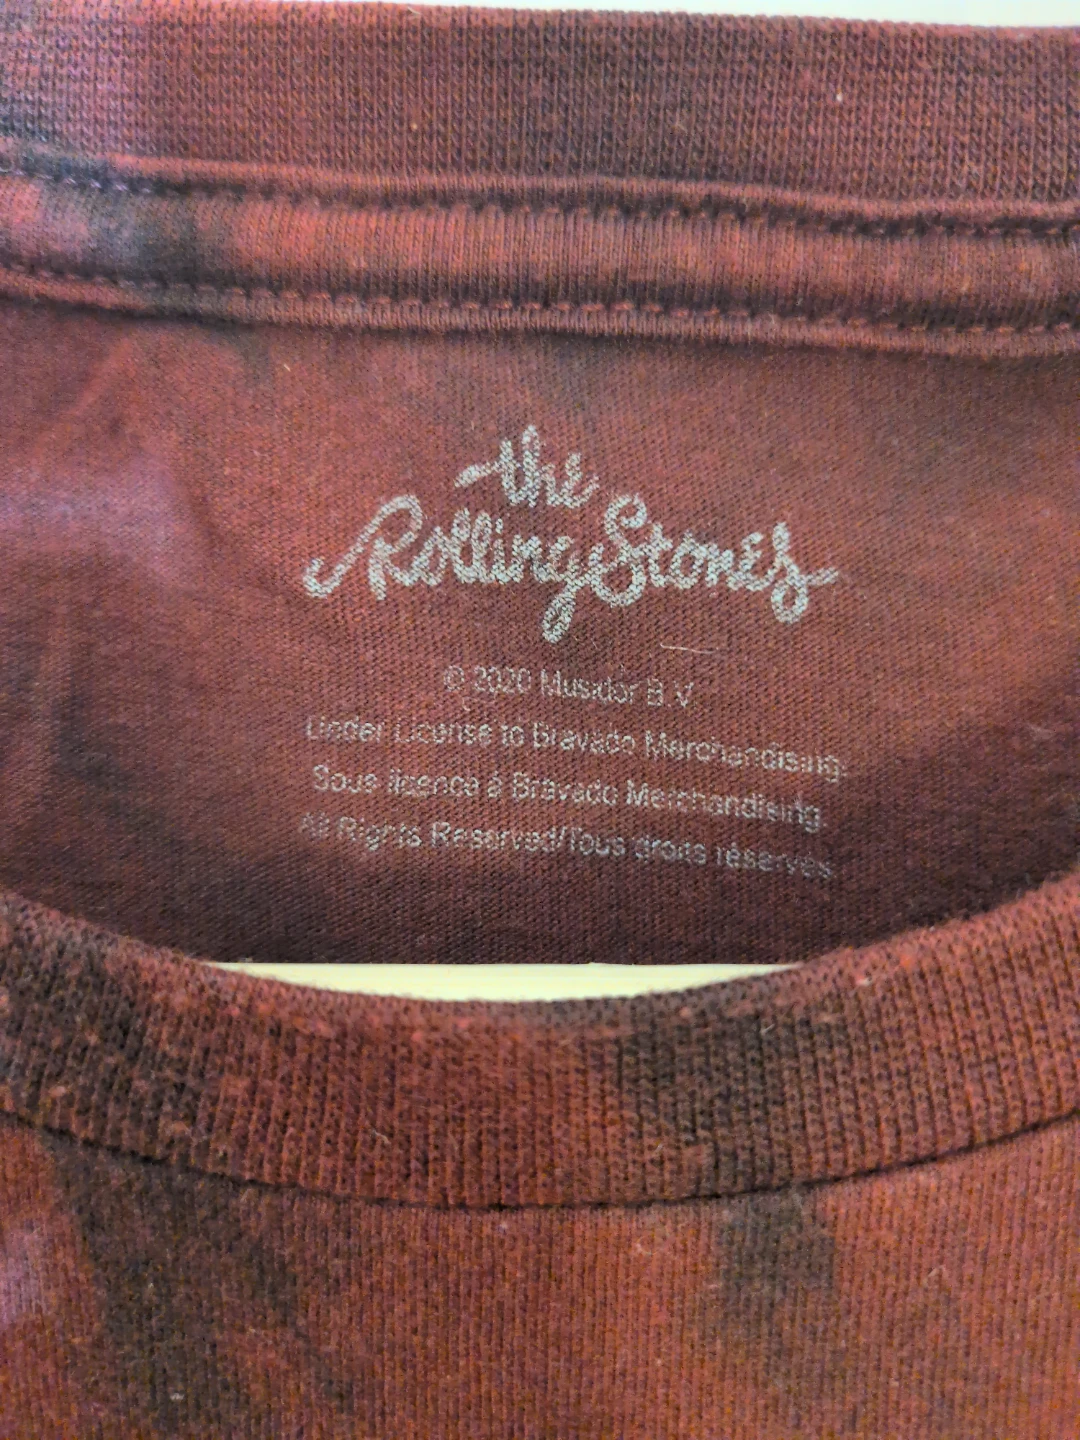 the
Rolling Stones
© 2020 Musidor B.V.
Under License to Bravado Merchandising.
Sous licence à Bravado Merchandising.
All Rights Reserved/Tous droits réservés.